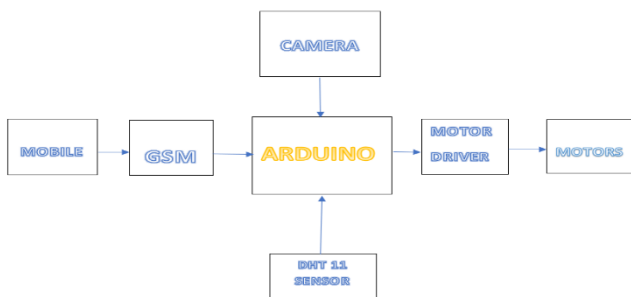 CAMERA
MOBILE
GSM
ARDUINO
MOTOR
DRIVER
MOTORS
DHT 11
SENSOR